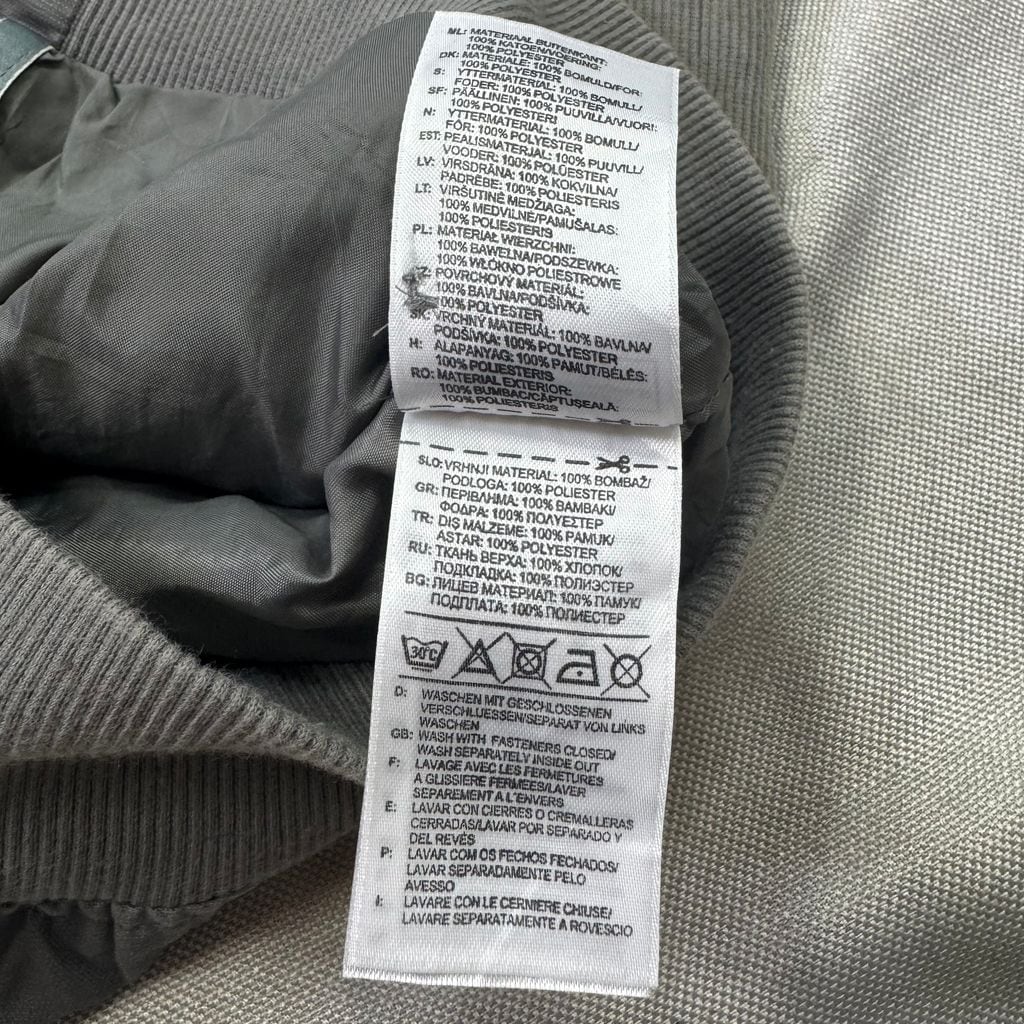 NL: MATERIAAL BUITENKANT:
100% KATOEN/VOERING:
100% POLYESTER
DK: MATERIALE: 100% BOMULD/FOR:
100% POLYESTER
S: YTTERMATERIAL: 100% BOMULL/
FODER: 100% POLYESTER
SF: PÄÄLLINEN: 100% PUUVILLA/VUORI:
100% POLYESTERI
N: YTTERMATERIAL: 100% BOMULL/
FÔR: 100% POLYESTER
EST: PEALISMATERJAL: 100% PUUVILL/
VOODER: 100% POLÜESTER
LV: VIRSDRĀNA: 100% KOKVILNA/
PADRĒBE: 100% POLIESTERIS
LT: VIRŠUTINĖ MEDŽIAGA:
100% MEDVILNĖ/PAMUŠALAS:
100% POLIESTERIS
PL: MATERIAŁ WIERZCHNI:
100% BAWEŁNA/PODSZEWKA:
100% WŁÓKNO POLIESTROWE
CZ: POVRCHOVÝ MATERIÁL:
100% BAVLNA/PODŠÍVKA:
100% POLYESTER
SK: VRCHNÝ MATERIÁL: 100% BAVLNA/
PODŠÍVKA: 100% POLYESTER
H: ALAPANYAG: 100% PAMUT/BÉLÉS:
100% POLIESTERIS
RO: MATERIAL EXTERIOR:
100% BUMBAC/CĂPTUȘEALĂ:
100% POLIESTERIS
SLO: VRHNJI MATERIAL: 100% BOMBAŽ/
PODLOGA: 100% POLIESTER
GR: ΠΕΡΙΒΛΗΜΑ: 100% ΒΑΜΒΑΚΙ/
ΦΟΔΡΑ: 100% ΠΟΛΥΕΣΤΕΡ
TR: DIŞ MALZEME: 100% PAMUK/
ASTAR: 100% POLYESTER
RU: ТКАНЬ ВЕРХА: 100% ХЛОПОК/
ПОДКЛАДКА: 100% ПОЛИЭСТЕР
BG: ЛИЦЕВ МАТЕРИАЛ: 100% ПАМУК/
ПОДПЛАТА: 100% ПОЛИЕСТЕР
30°C
D: WASCHEN MIT GESCHLOSSENEN
VERSCHLUESSEN/SEPARAT VON LINKS
WASCHEN
GB: WASH WITH FASTENERS CLOSED/
WASH SEPARATELY INSIDE OUT
F: LAVAGE AVEC LES FERMETURES
A GLISSIERE FERMEES/LAVER
SEPAREMENT A L'ENVERS
E: LAVAR CON CIERRES O CREMALLERAS
CERRADAS/LAVAR POR SEPARADO Y
DEL REVÉS
P: LAVAR COM OS FECHOS FECHADOS/
LAVAR SEPARADAMENTE PELO
AVESSO
I: LAVARE CON LE CERNIERE CHIUSE/
LAVARE SEPARATAMENTE A ROVESCIO